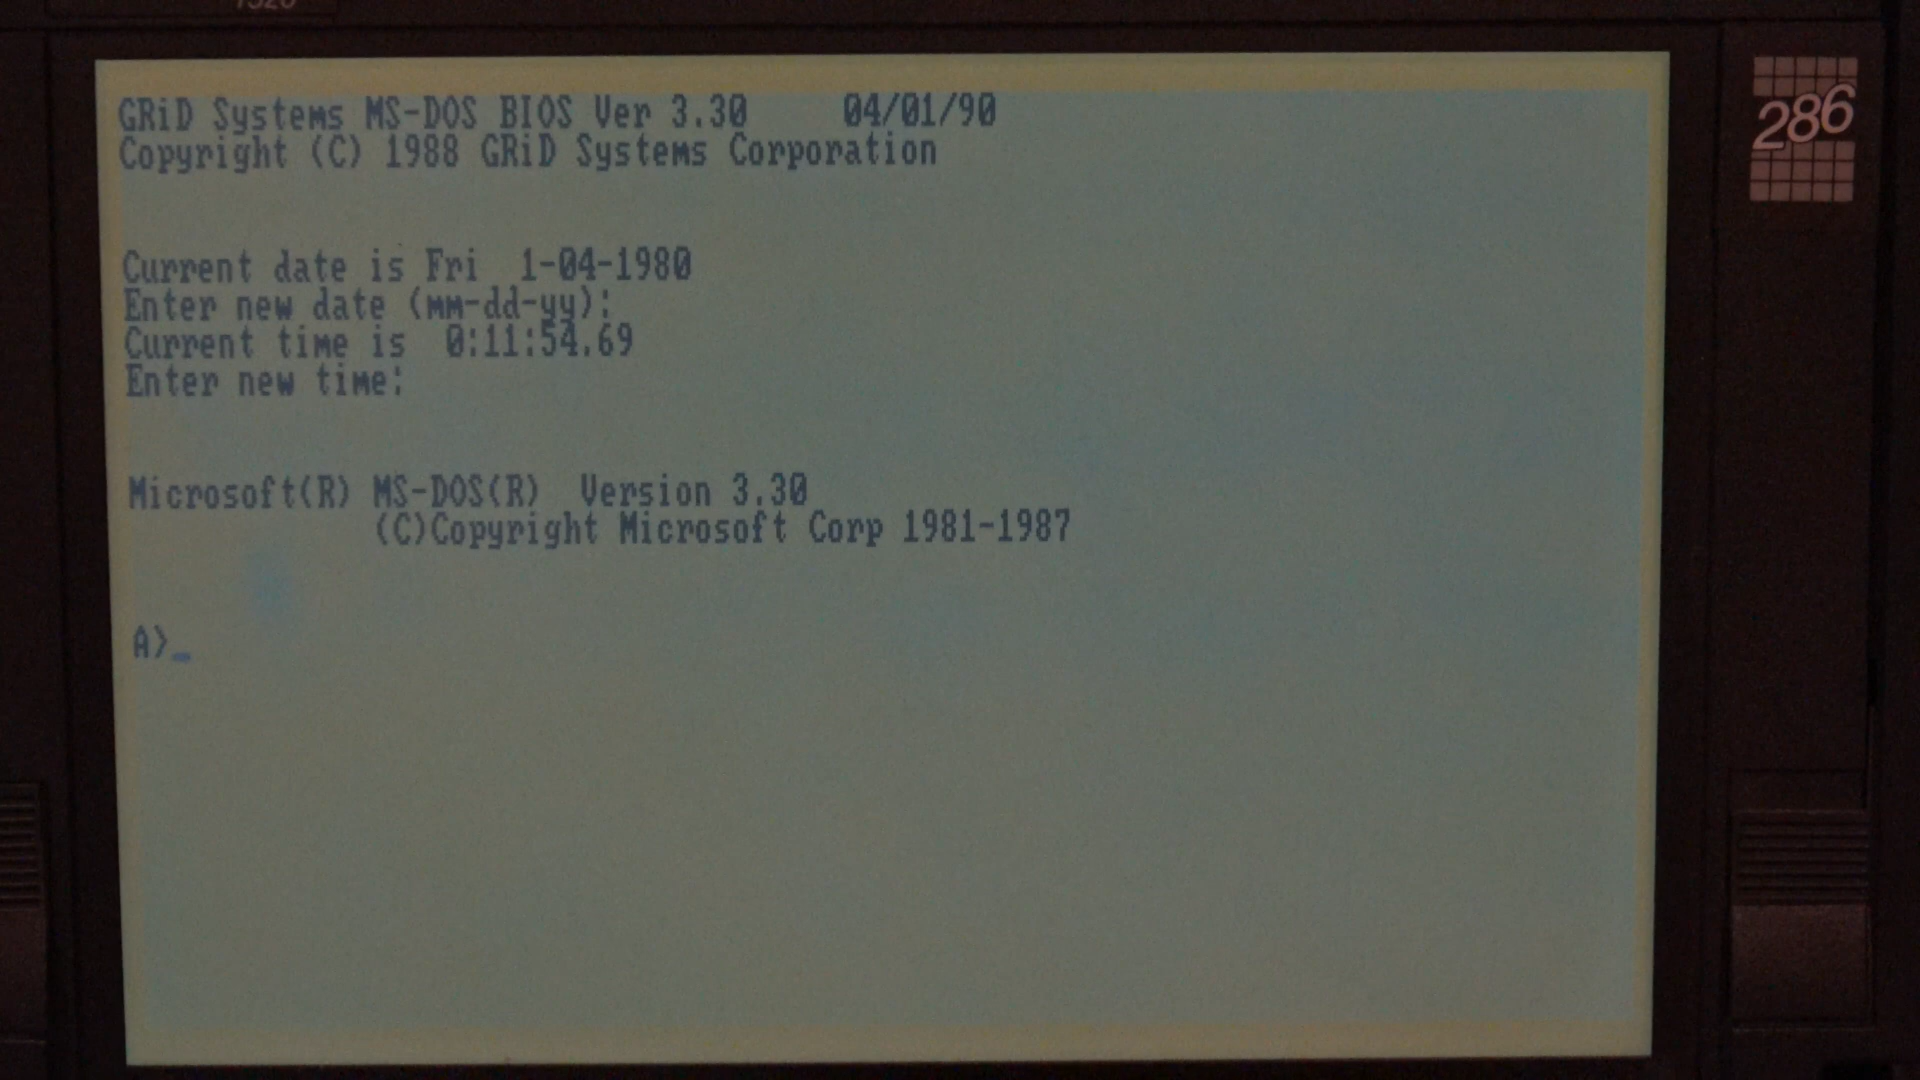 1520
GRiD Systems MS-DOS BIOS Ver 3.30     04/01/90
Copyright (C) 1988 GRiD Systems Corporation
286
Current date is Fri  1-04-1980
Enter new date (mm-dd-yy):
Current time is  0:11:54.69
Enter new time:
Microsoft(R) MS-DOS(R)  Version 3.30
(C)Copyright Microsoft Corp 1981-1987
A>_